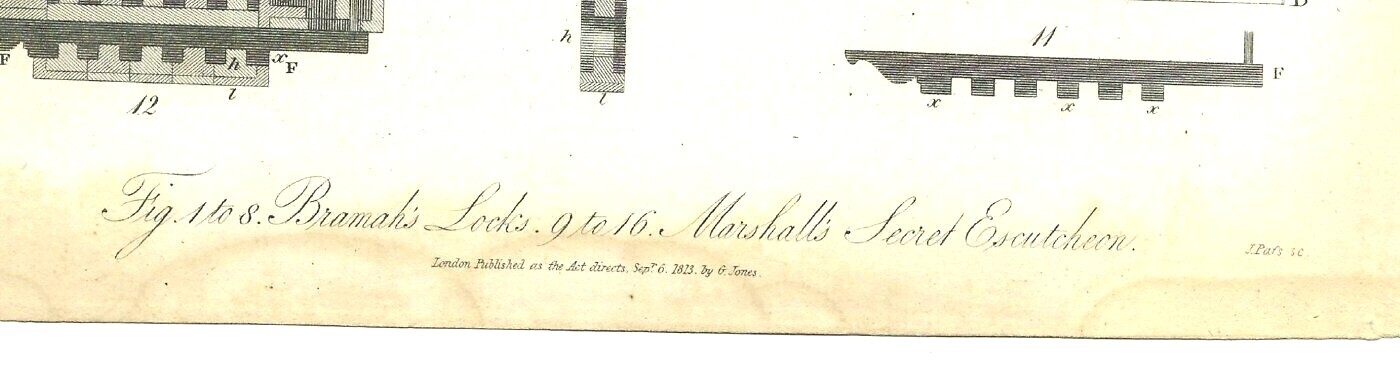 D
h
11
F
h
x
F
F
x
x
x
l
l
12
Fig. 1 to 8. Bramah's Locks. 9 to 16. Marshall's Secret Escutcheon.
J. Pafs sc.
London Published as the Act directs, Sepr. 6. 1813. by G. Jones.